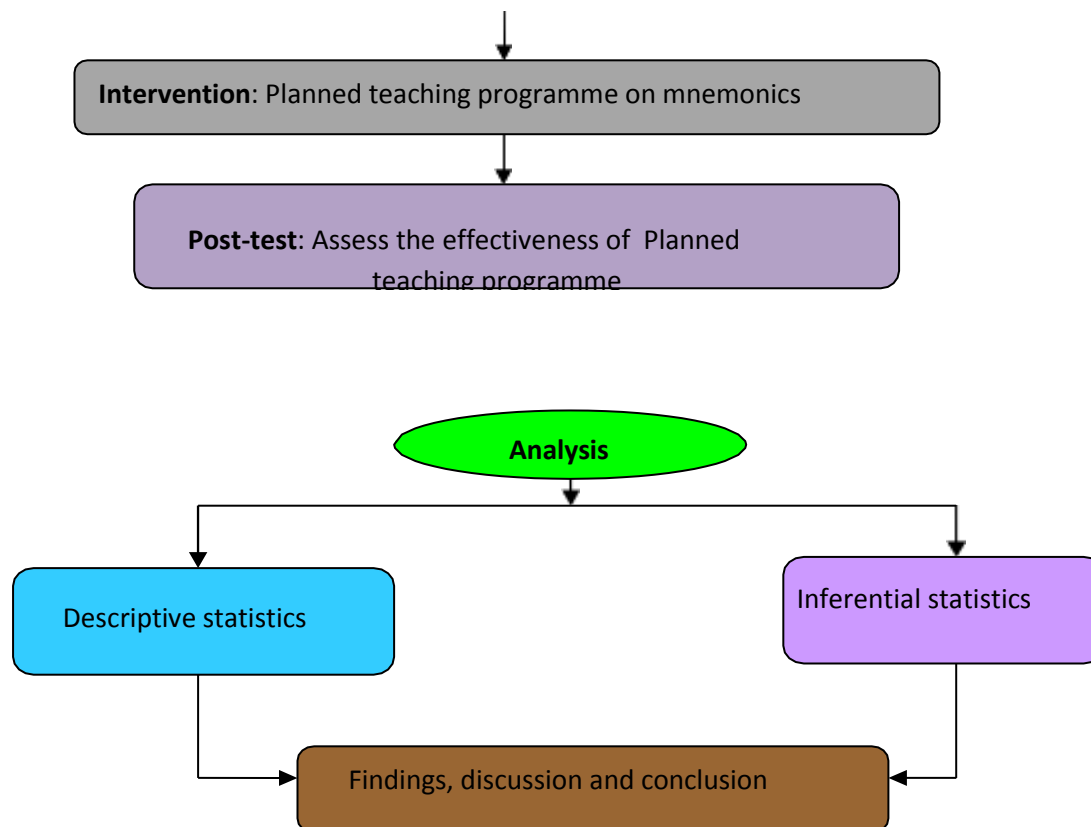 Intervention: Planned teaching programme on mnemonics
Post-test: Assess the effectiveness of  Planned
teaching programme
Analysis
Descriptive statistics
Inferential statistics
Findings, discussion and conclusion